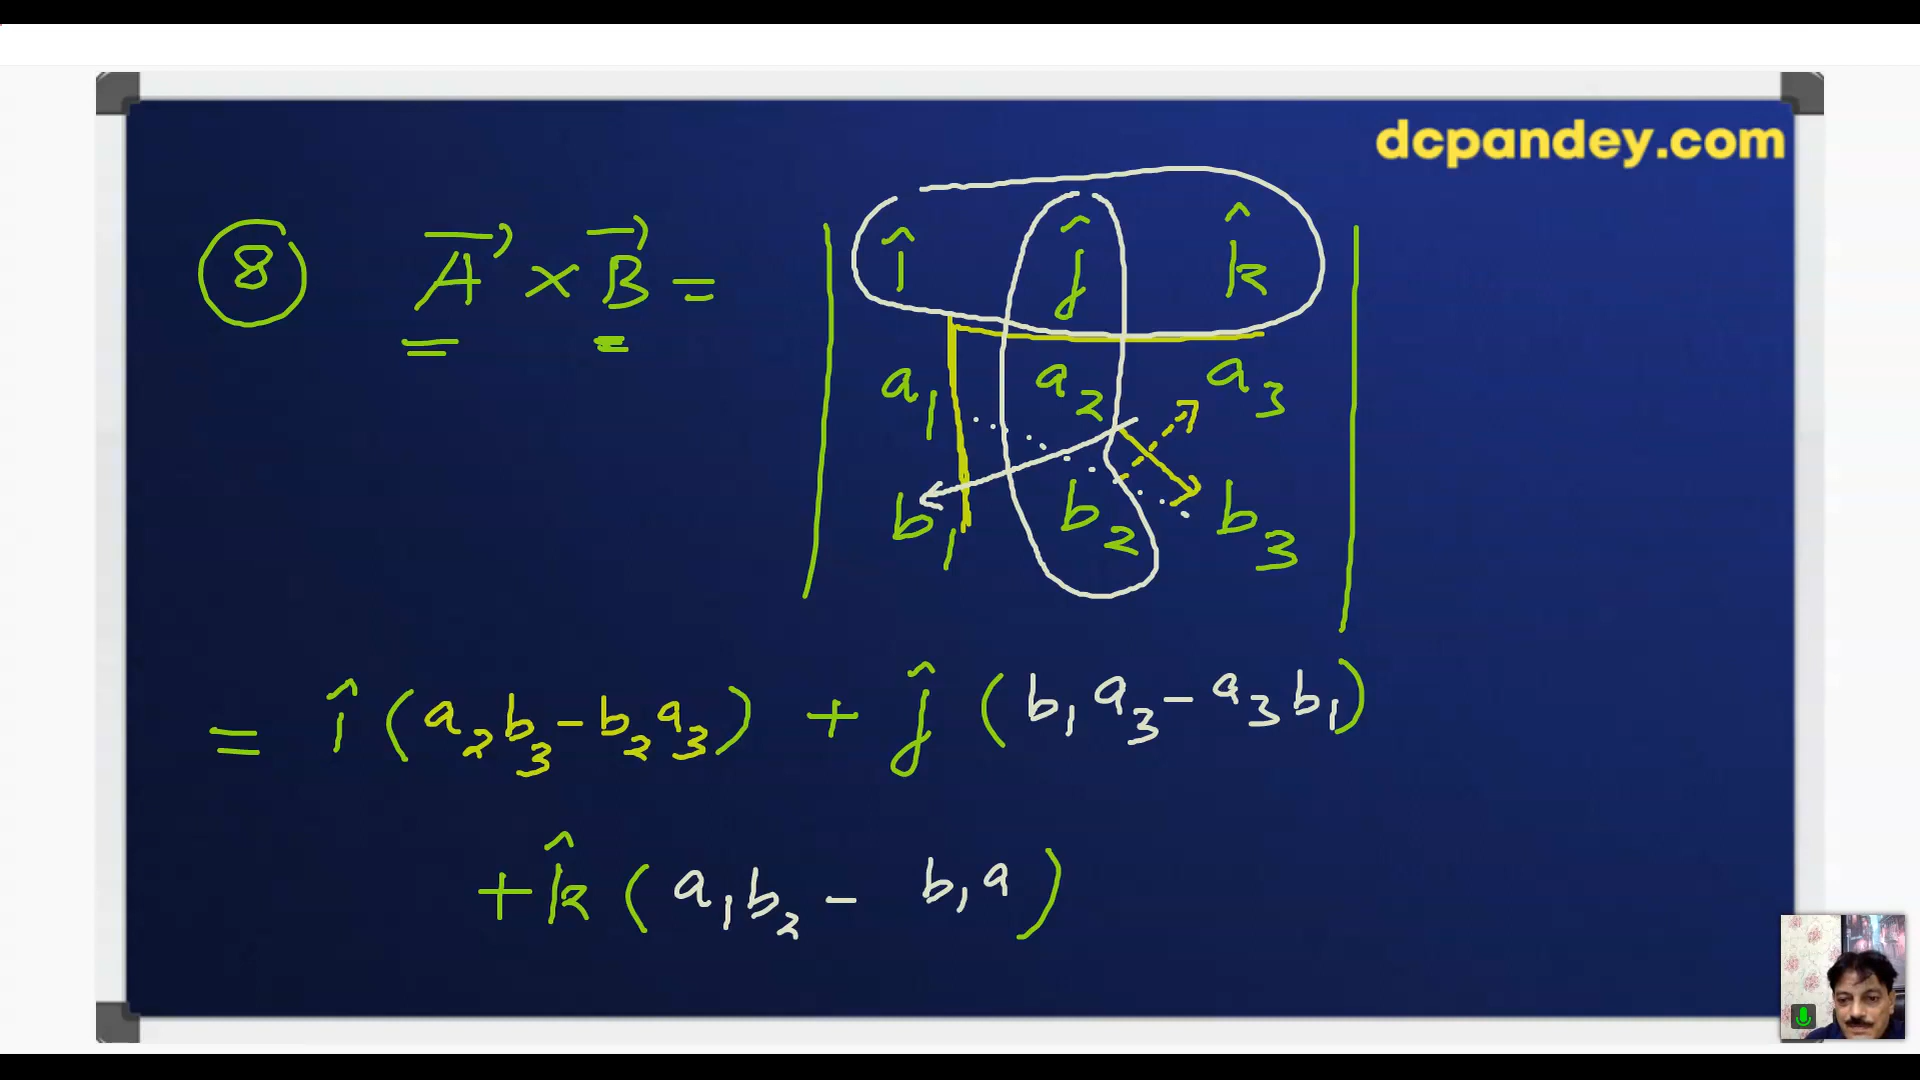 dcpandey.com
8 A⃗ × B⃗ = | î ĵ k̂ |
a₁ a₂ a₃
b₁ b₂ b₃
= î (a₂b₃ - b₂a₃) + ĵ (b₁a₃ - a₃b₁)
+ k̂ (a₁b₂ - b₁a)